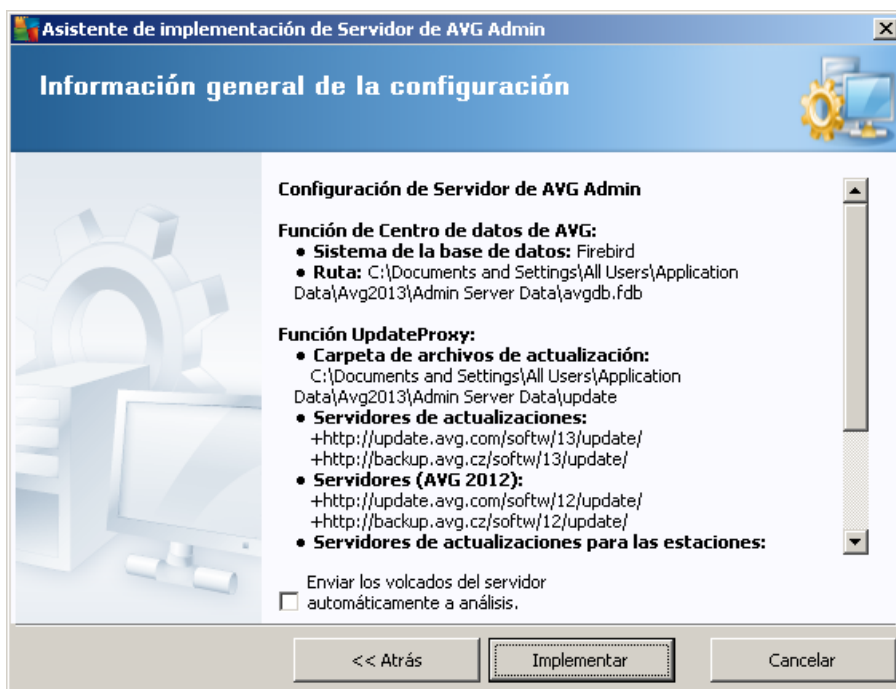 Asistente de implementación de Servidor de AVG Admin
Información general de la configuración
Configuración de Servidor de AVG Admin
Función de Centro de datos de AVG:
● Sistema de la base de datos: Firebird
● Ruta: C:\Documents and Settings\All Users\Application
Data\Avg2013\Admin Server Data\avgdb.fdb
Función UpdateProxy:
● Carpeta de archivos de actualización:
C:\Documents and Settings\All Users\Application
Data\Avg2013\Admin Server Data\update
● Servidores de actualizaciones:
+http://update.avg.com/softw/13/update/
+http://backup.avg.cz/softw/13/update/
● Servidores (AVG 2012):
+http://update.avg.com/softw/12/update/
+http://backup.avg.cz/softw/12/update/
● Servidores de actualizaciones para las estaciones:
Enviar los volcados del servidor
automáticamente a análisis.
<< Atrás
Implementar
Cancelar